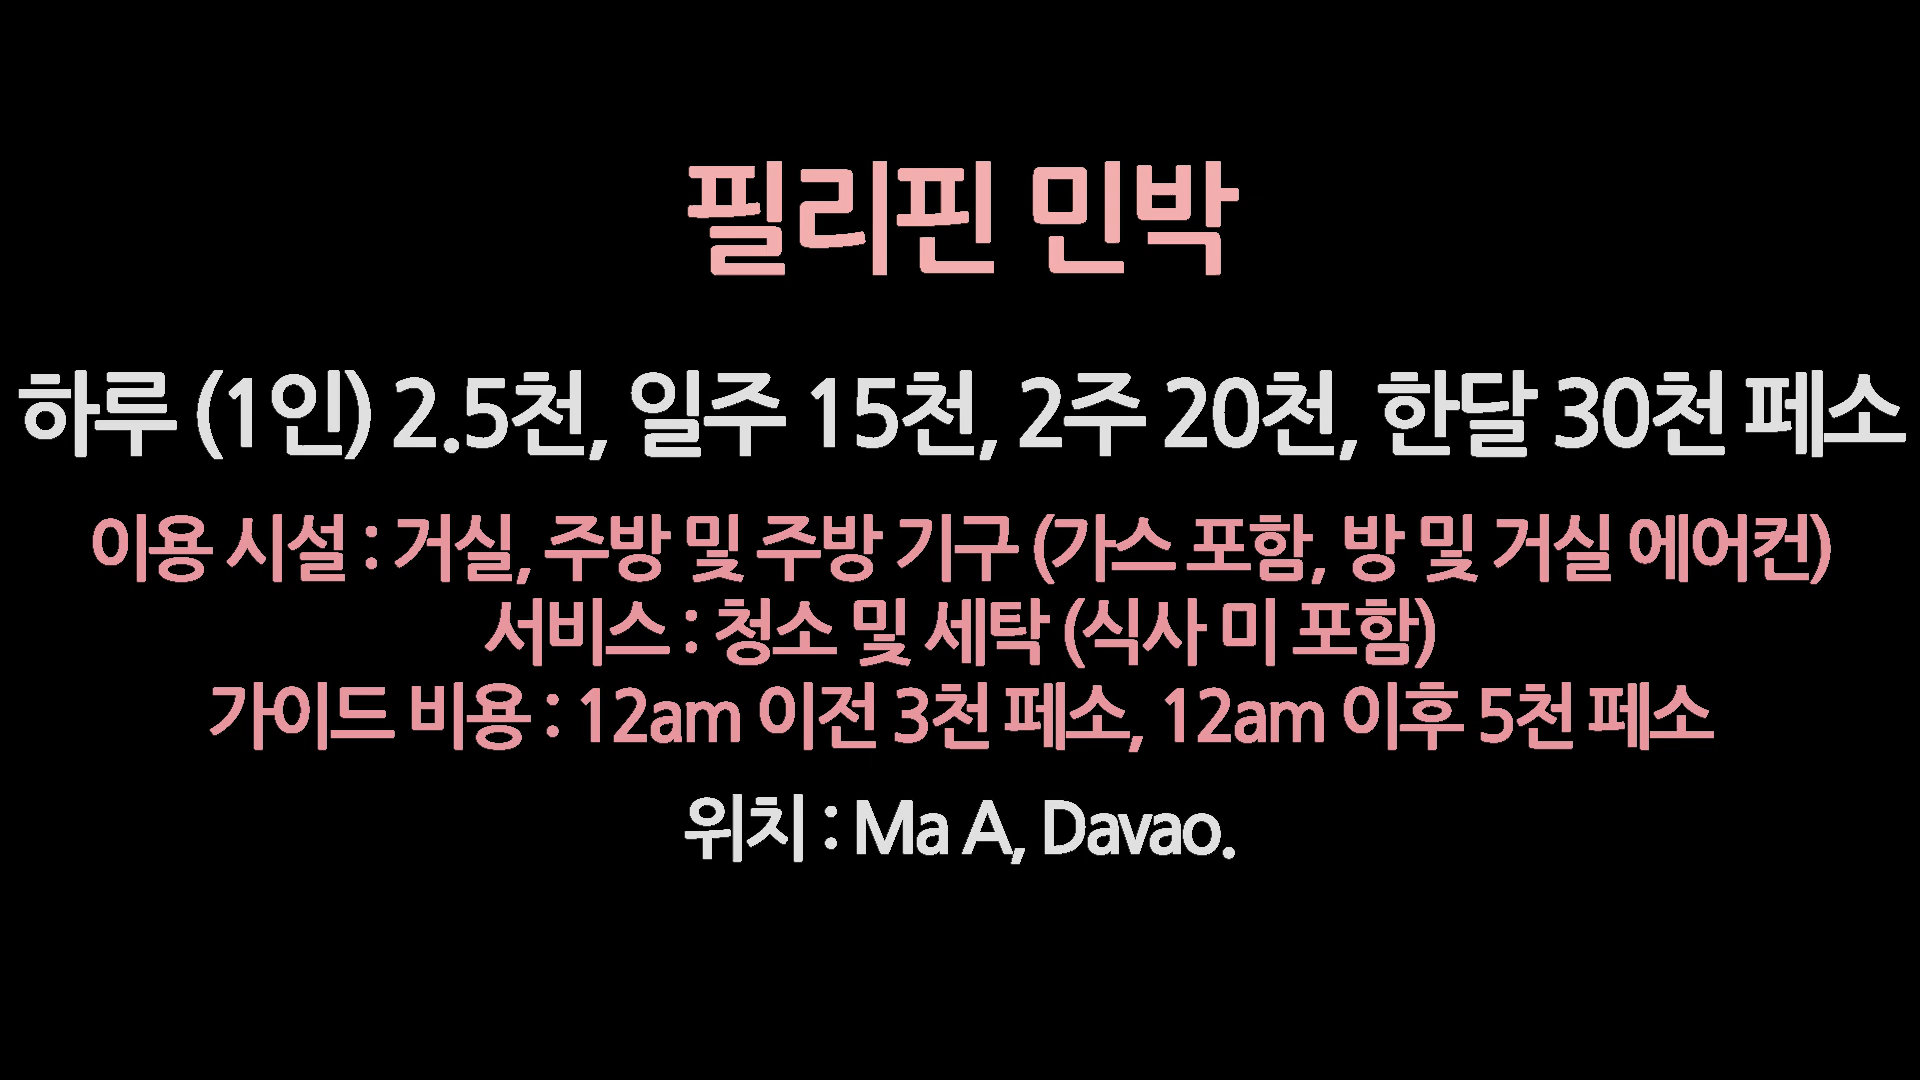 필리핀 민박
하루 (1인) 2.5천, 일주 15천, 2주 20천, 한달 30천 페소
이용 시설 : 거실, 주방 및 주방 기구 (가스 포함, 방 및 거실 에어컨)
서비스 : 청소 및 세탁 (식사 미 포함)
가이드 비용 : 12am 이전 3천 페소, 12am 이후 5천 페소
위치 : Ma A, Davao.